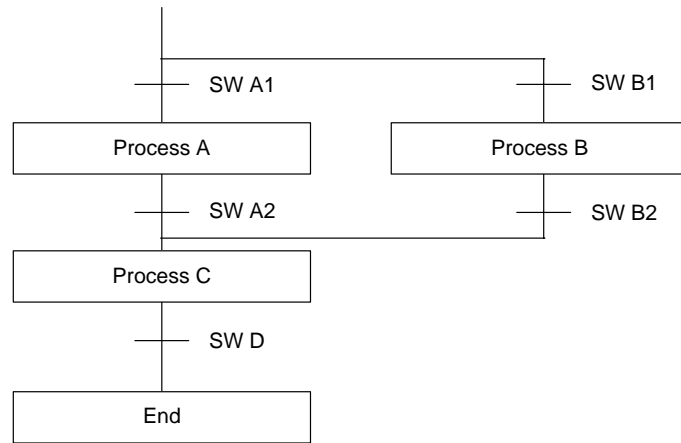 SW A1
SW B1
Process A
Process B
SW A2
SW B2
Process C
SW D
End